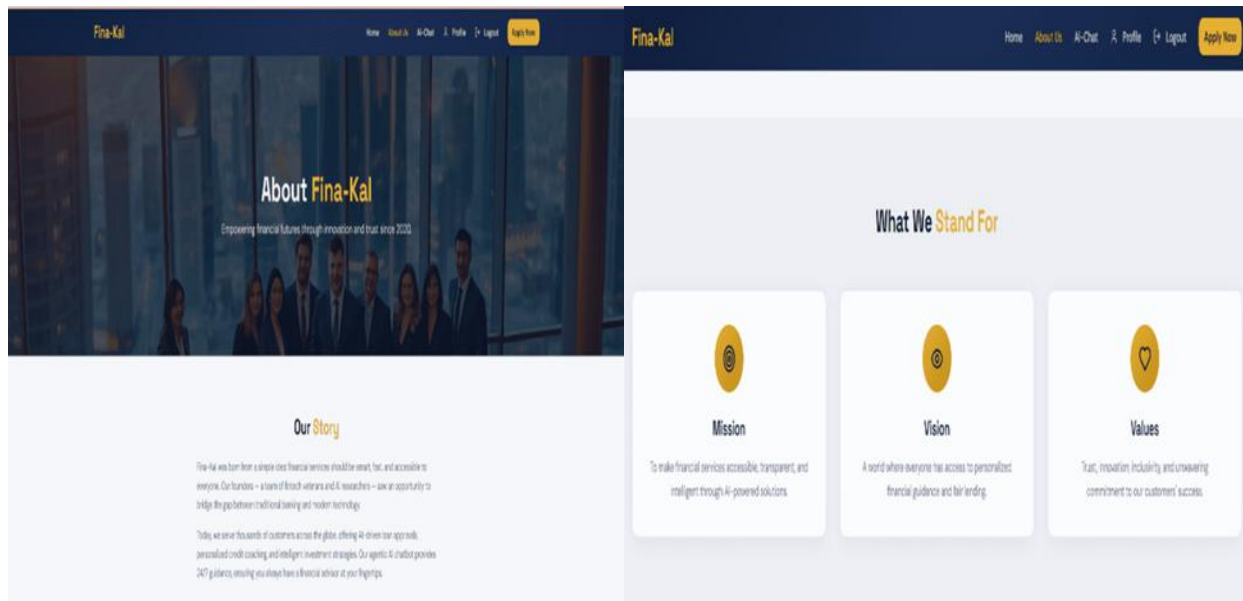 Fina-Kal
Home About Us AI-Chat Profile Logout Apply Now
About Fina-Kal
Empowering financial futures through innovation and trust since 2020.
Our Story
Fina-Kal was born from a simple idea: financial services should be smart, fast, and accessible to
everyone. Our founders — a team of fintech veterans and AI researchers — saw an opportunity to
bridge the gap between traditional banking and modern technology.
Today, we serve thousands of customers across the globe, offering AI-driven loan approvals,
personalized credit coaching, and intelligent investment strategies. Our agentic AI chatbot provides
24/7 guidance, ensuring you always have a financial advisor at your fingertips.
Fina-Kal
Home About Us AI-Chat Profile Logout Apply Now
What We Stand For
Mission
To make financial services accessible, transparent, and
intelligent through AI-powered solutions.
Vision
A world where everyone has access to personalized
financial guidance and fair lending.
Values
Trust, innovation, inclusivity, and unwavering
commitment to our customers' success.